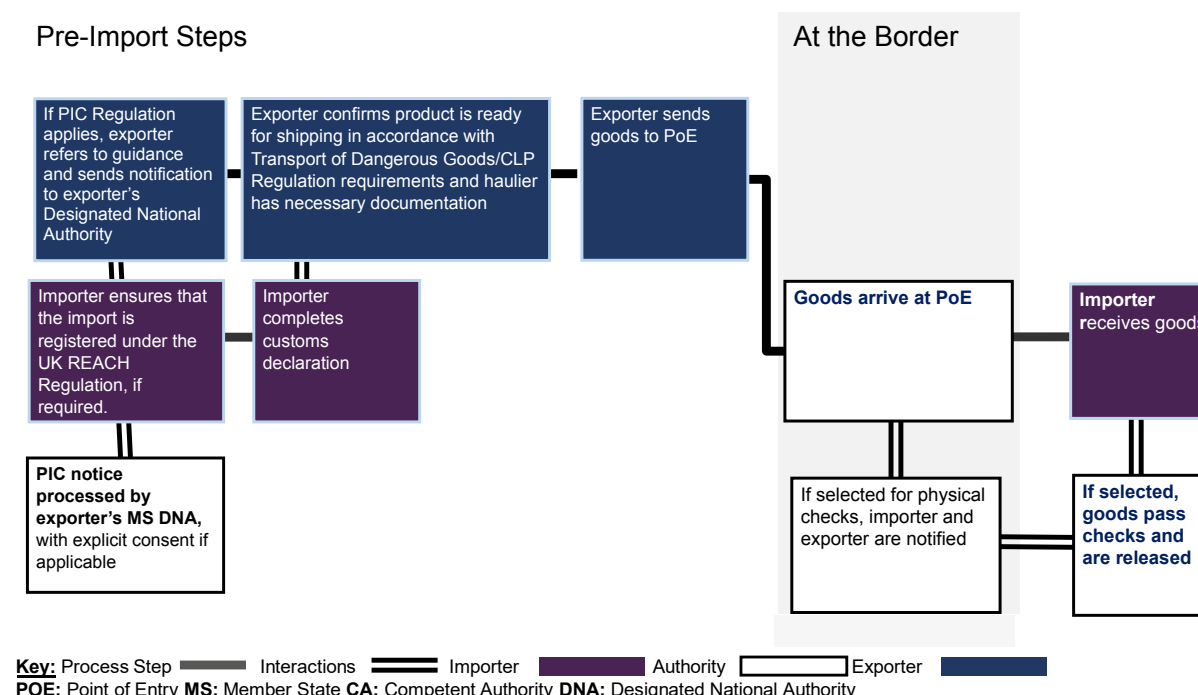 Pre-Import Steps
At the Border
If PIC Regulation
applies, exporter
refers to guidance
and sends notification
to exporter’s
Designated National
Authority
Exporter confirms product is ready
for shipping in accordance with
Transport of Dangerous Goods/CLP
Regulation requirements and haulier
has necessary documentation
Exporter sends
goods to PoE
Importer ensures that
the import is
registered under the
UK REACH
Regulation, if
required.
Importer
completes
customs
declaration
Goods arrive at PoE
Importer
receives goods
PIC notice
processed by
exporter’s MS DNA,
with explicit consent if
applicable
If selected for physical
checks, importer and
exporter are notified
If selected,
goods pass
checks and
are released
Key: Process Step Interactions Importer Authority Exporter
POE: Point of Entry MS: Member State CA: Competent Authority DNA: Designated National Authority